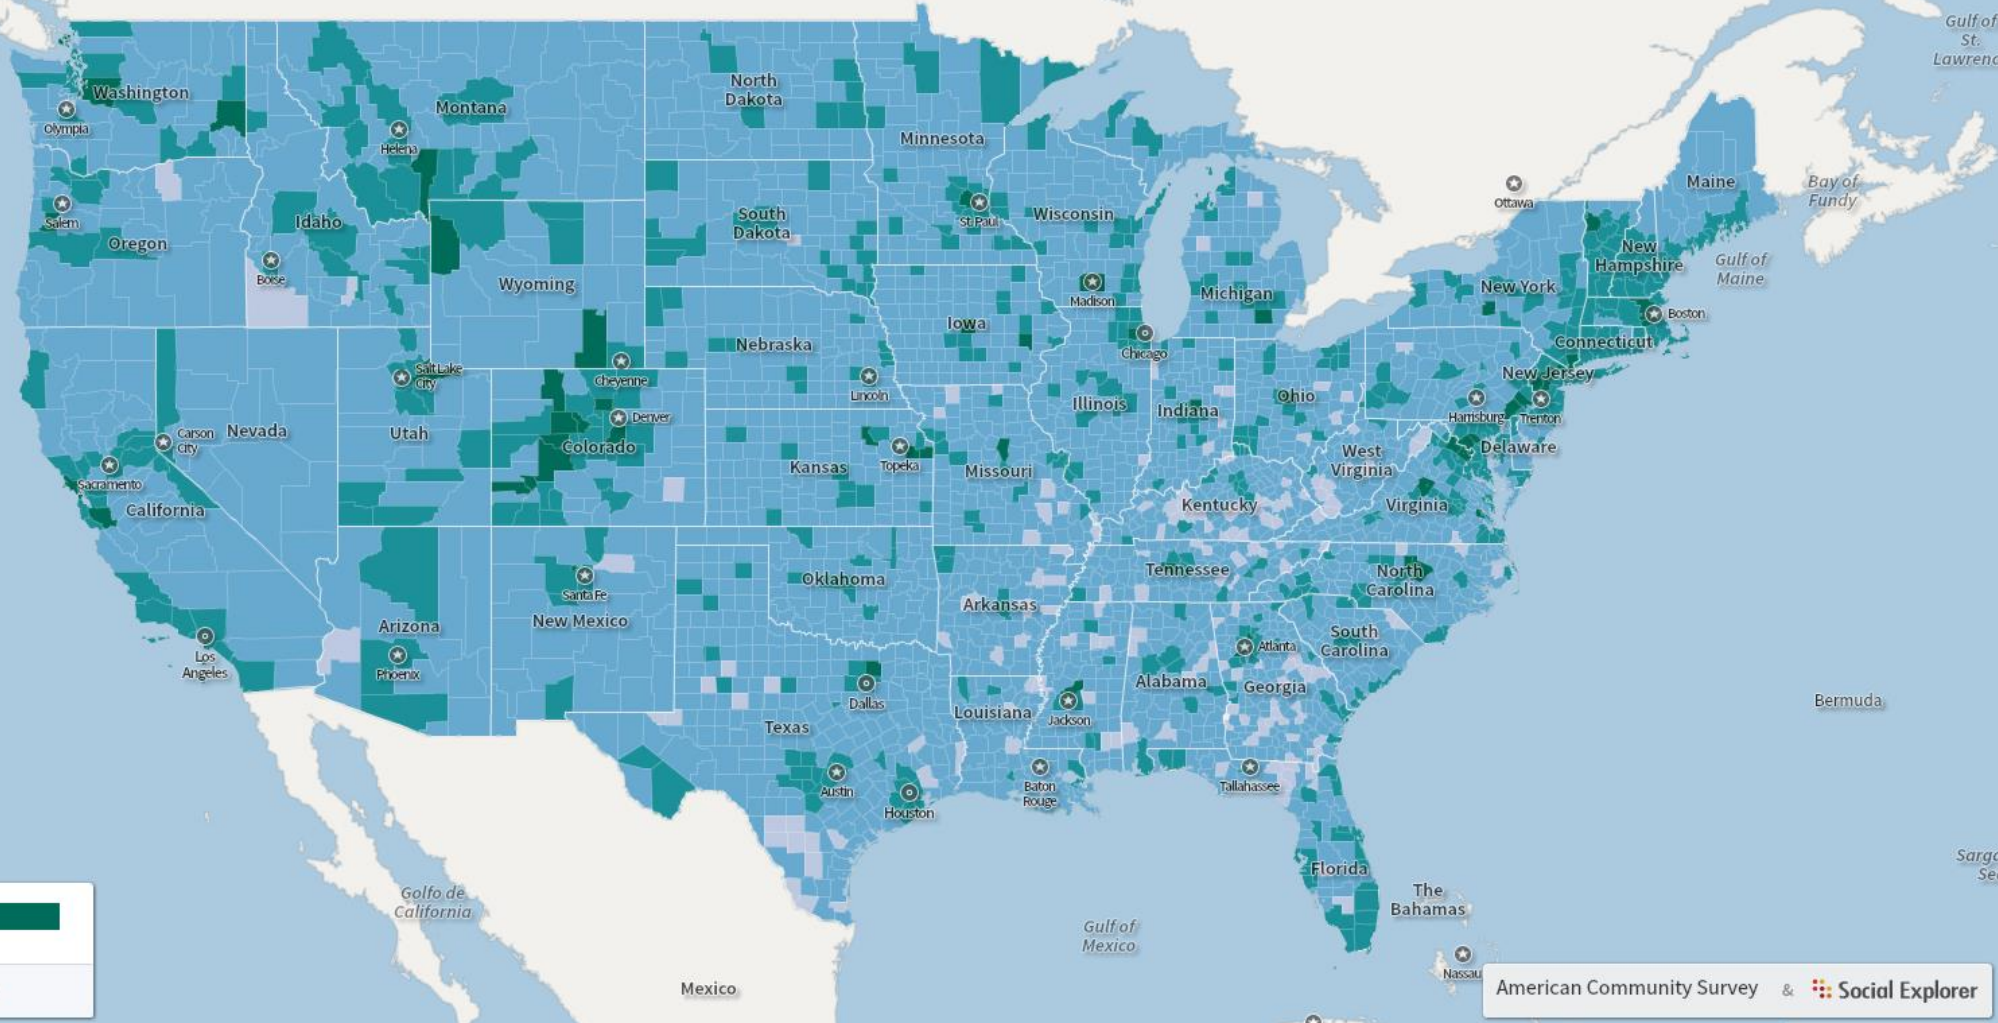 Gulf of
St.
Lawrenc
Washington
Olympia
Montana
Helena
North
Dakota
Minnesota
Ottawa
Maine
Bay of
Fundy
Salem
Oregon
Idaho
Boise
South
Dakota
St Paul
Wisconsin
New
Hampshire
Gulf of
Maine
Wyoming
Madison
Michigan
New York
Boston
Iowa
Chicago
Connecticut
Nebraska
Salt Lake
City
Cheyenne
Lincoln
New Jersey
Denver
Illinois
Indiana
Ohio
Harrisburg
Trenton
Carson
City
Nevada
Utah
Colorado
Delaware
Sacramento
California
Kansas
Topeka
Missouri
West
Virginia
Kentucky
Virginia
Oklahoma
Santa Fe
New Mexico
Arkansas
Tennessee
North
Carolina
Arizona
Phoenix
Los
Angeles
Atlanta
South
Carolina
Dallas
Alabama
Georgia
Louisiana
Jackson
Bermuda
Texas
Austin
Houston
Baton
Rouge
Tallahassee
Florida
Sarga
Se
Golfo de
California
The
Bahamas
Gulf of
Mexico
Nassau
Mexico
American Community Survey & Social Explorer